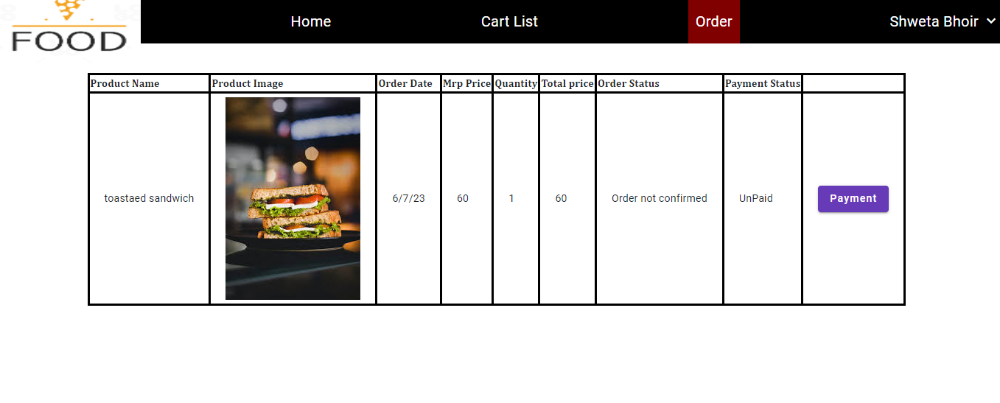 FOOD
Home Cart List Order Shweta Bhoir
Product Name Product Image Order Date Mrp Price Quantity Total price Order Status Payment Status
toastaed sandwich 6/7/23 60 1 60 Order not confirmed UnPaid Payment